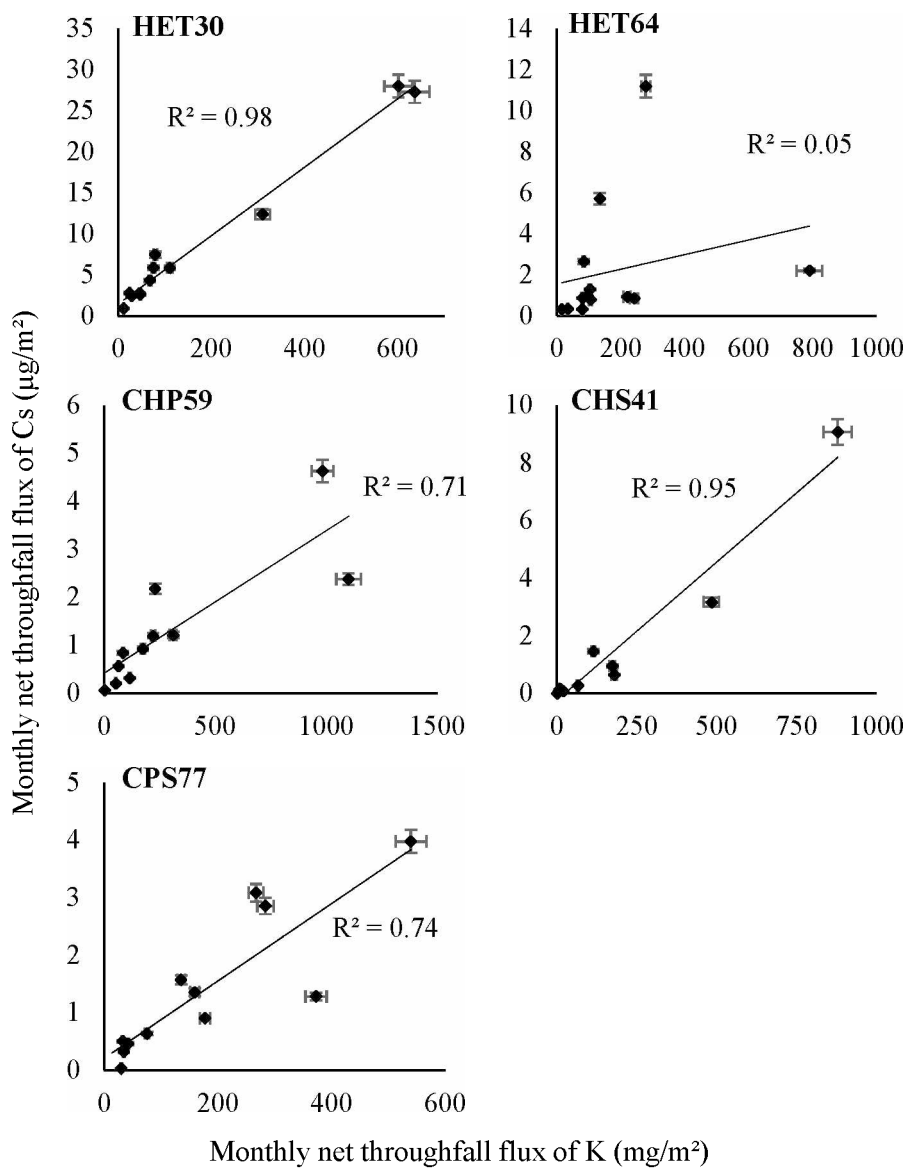 HET30
35
30
25
20
15
10
5
0
R² = 0.98
0 200 400 600
HET64
14
12
10
8
6
4
2
0
R² = 0.05
0 200 400 600 800 1000
Monthly net throughfall flux of Cs (µg/m²)
CHP59
6
5
4
3
2
1
0
R² = 0.71
0 500 1000 1500
CHS41
10
8
6
4
2
0
R² = 0.95
0 250 500 750 1000
CPS77
5
4
3
2
1
0
R² = 0.74
0 200 400 600
Monthly net throughfall flux of K (mg/m²)